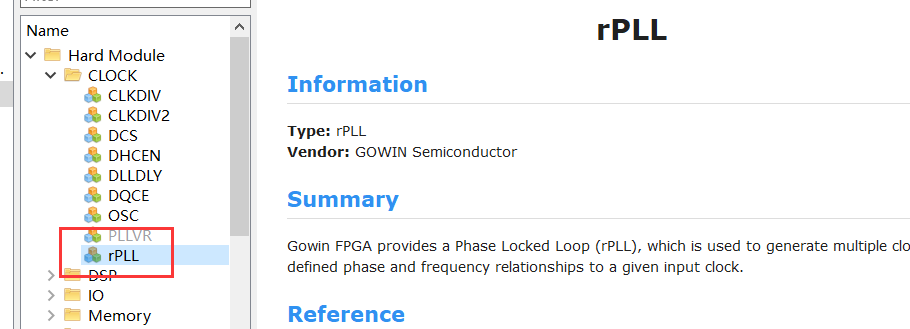 Name
Hard Module
CLOCK
CLKDIV
CLKDIV2
DCS
DHCEN
DLLDLY
DQCE
OSC
PLLVR
rPLL
DSP
IO
Memory
rPLL
Information
Type: rPLL
Vendor: GOWIN Semiconductor
Summary
Gowin FPGA provides a Phase Locked Loop (rPLL), which is used to generate multiple clo
defined phase and frequency relationships to a given input clock.
Reference